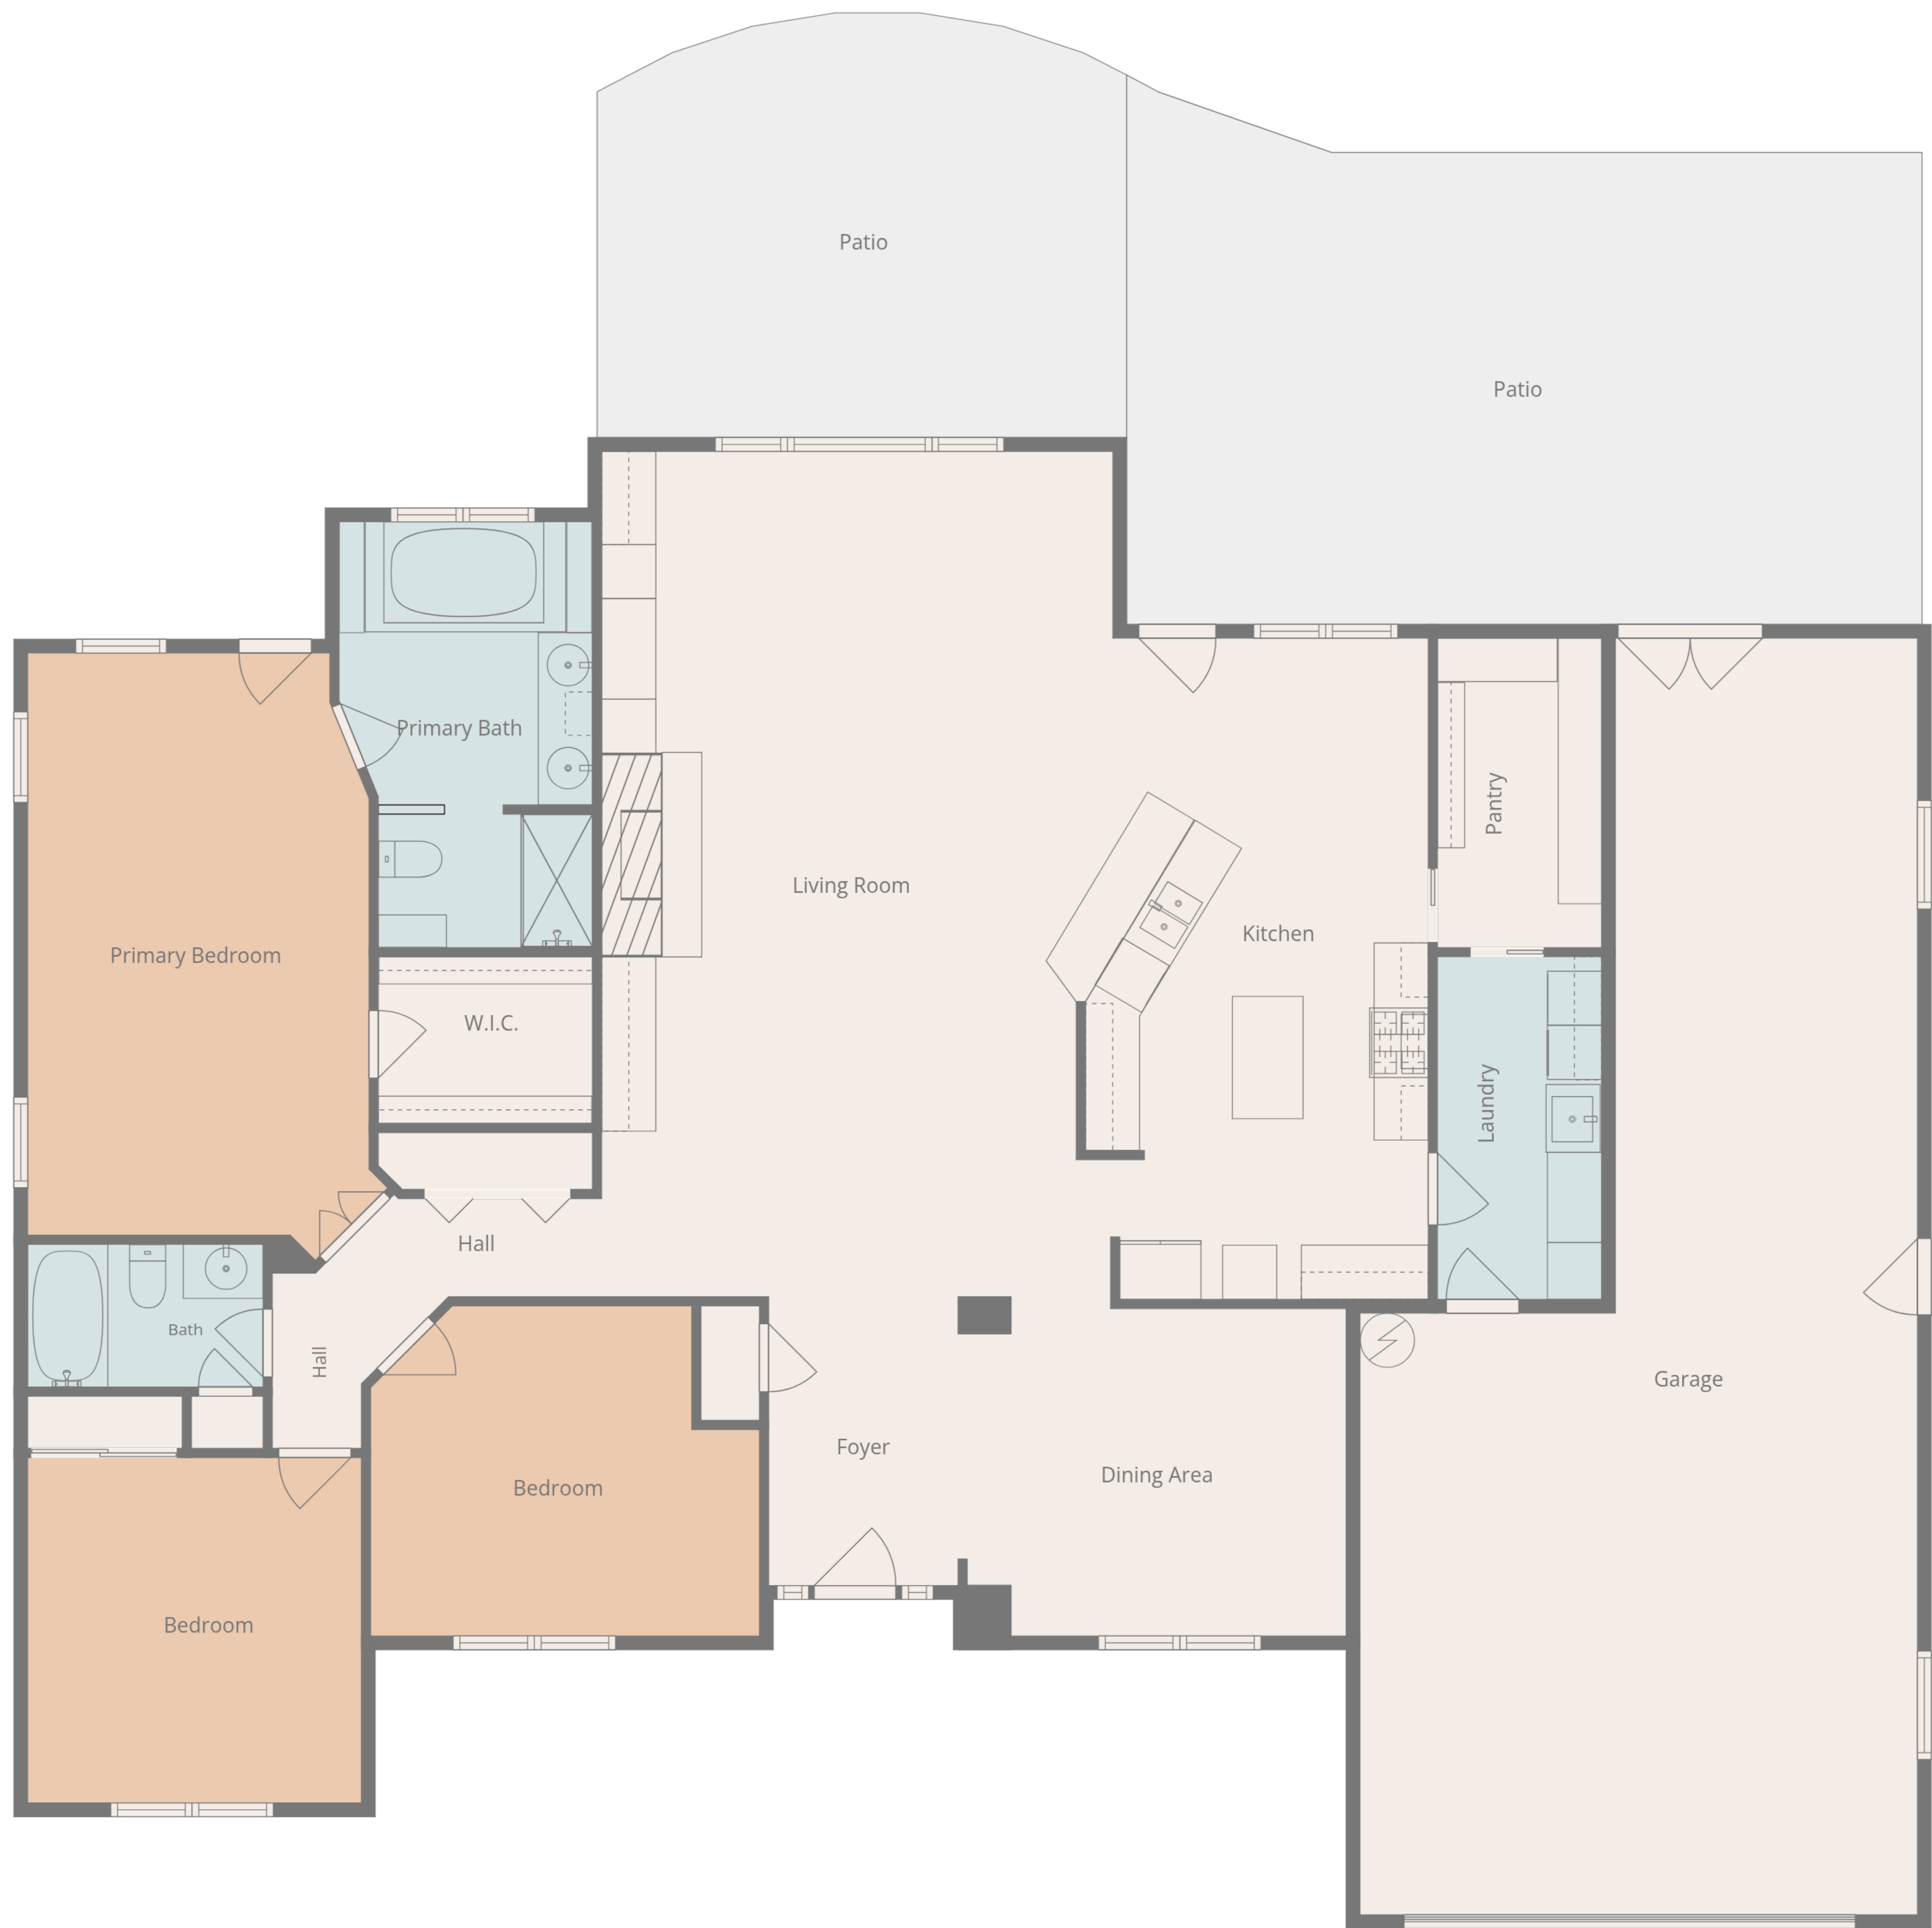 Patio
Patio
Primary Bath
Pantry
Living Room
Kitchen
Primary Bedroom
W.I.C.
Laundry
Hall
Bath
Hall
Garage
Foyer
Dining Area
Bedroom
Bedroom